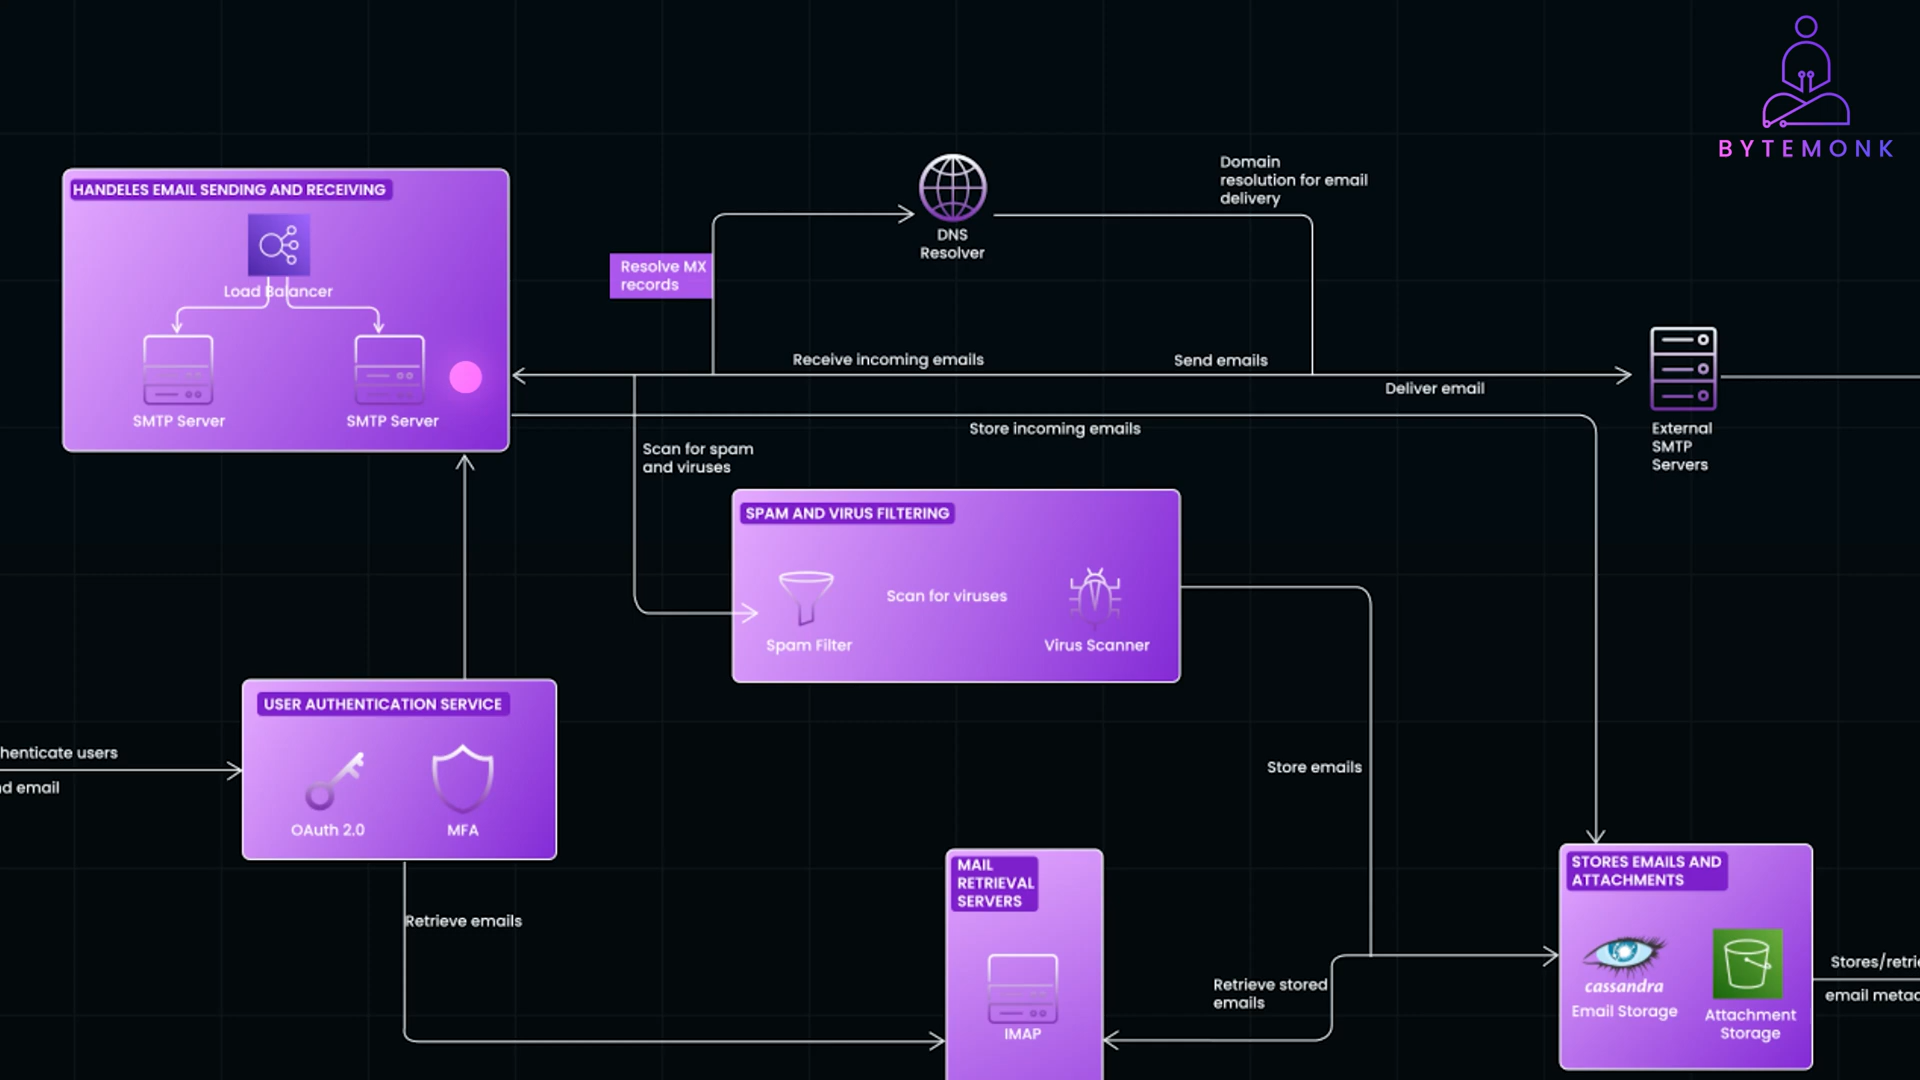 BYTEMONK
HANDELES EMAIL SENDING AND RECEIVING
Load Balancer
SMTP Server
SMTP Server
Resolve MX
records
DNS
Resolver
Domain
resolution for email
delivery
Receive incoming emails
Send emails
Deliver email
Store incoming emails
External
SMTP
Servers
Scan for spam
and viruses
SPAM AND VIRUS FILTERING
Scan for viruses
Spam Filter
Virus Scanner
USER AUTHENTICATION SERVICE
henticate users
d email
OAuth 2.0
MFA
Store emails
Retrieve emails
MAIL
RETRIEVAL
SERVERS
IMAP
Retrieve stored
emails
STORES EMAILS AND
ATTACHMENTS
cassandra
Email Storage
Attachment
Storage
Stores/retri
email metad